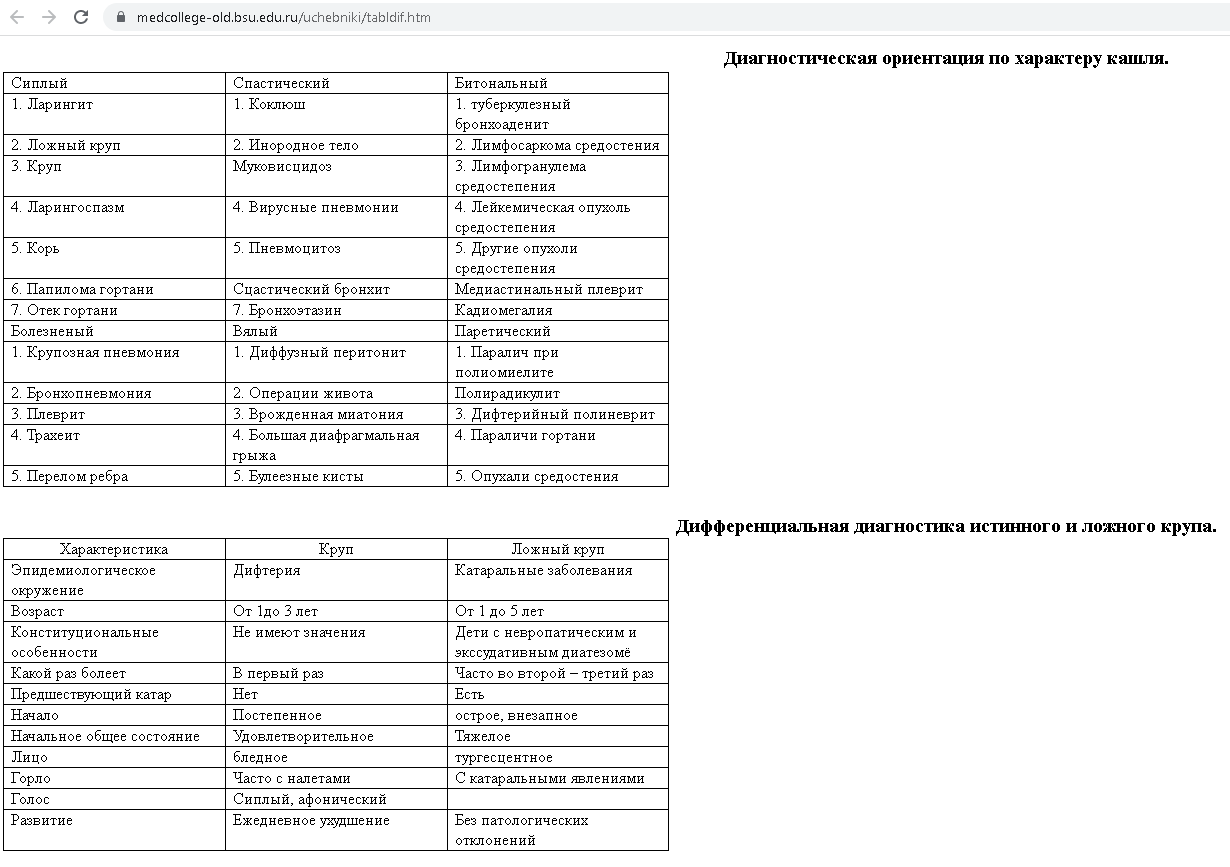 medcollege-old.bsu.edu.ru/uchebniki/tabldif.htm
Диагностическая ориентация по характеру кашля.
Сиплый Спастический Битональный
1. Ларингит 1. Коклюш 1. туберкулезный
бронхоаденит
2. Ложный круп 2. Инородное тело 2. Лимфосаркома средостения
3. Круп Муковисцидоз 3. Лимфогранулема
средостепения
4. Ларингоспазм 4. Вирусные пневмонии 4. Лейкемическая опухоль
средостепения
5. Корь 5. Пневмоцитоз 5. Другие опухоли
средостепения
6. Папилома гортани Сцастический бронхит Медиастинальный плеврит
7. Отек гортани 7. Бронхоэтазин Кадиомегалия
Болезненый Вялый Паретический
1. Крупозная пневмония 1. Диффузный перитонит 1. Паралич при
полиомиелите
2. Бронхопневмония 2. Операции живота Полирадикулит
3. Плеврит 3. Врожденная миатония 3. Дифтерийный полиневрит
4. Трахеит 4. Большая диафрагмальная 4. Параличи гортани
грыжа
5. Перелом ребра 5. Булеезные кисты 5. Опухали средостения
Дифференциальная диагностика истинного и ложного крупа.
Характеристика Круп Ложный круп
Эпидемиологическое Дифтерия Катаральные заболевания
окружение
Возраст От 1до 3 лет От 1 до 5 лет
Конституциональные Не имеют значения Дети с невропатическим и
особенности экссудативным диатезомё
Какой раз болеет В первый раз Часто во второй – третий раз
Предшествующий катар Нет Есть
Начало Постепенное острое, внезапное
Начальное общее состояние Удовлетворительное Тяжелое
Лицо бледное тургесцентное
Горло Часто с налетами С катаральными явлениями
Голос Сиплый, афонический
Развитие Ежедневное ухудшение Без патологических
отклонений